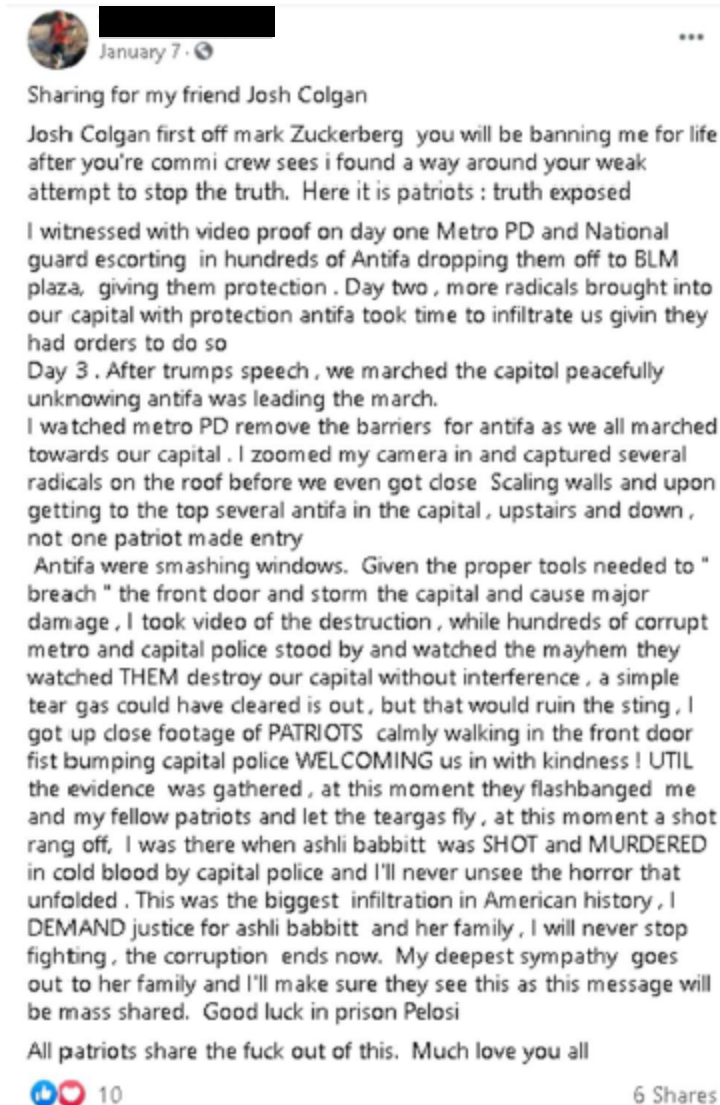 January 7 ·
Sharing for my friend Josh Colgan
Josh Colgan first off mark Zuckerberg you will be banning me for life
after you're commi crew sees i found a way around your weak
attempt to stop the truth. Here it is patriots : truth exposed
I witnessed with video proof on day one Metro PD and National
guard escorting in hundreds of Antifa dropping them off to BLM
plaza, giving them protection . Day two , more radicals brought into
our capital with protection antifa took time to infiltrate us givin they
had orders to do so
Day 3 . After trumps speech , we marched the capitol peacefully
unknowing antifa was leading the march.
I watched metro PD remove the barriers for antifa as we all marched
towards our capital . I zoomed my camera in and captured several
radicals on the roof before we even got close Scaling walls and upon
getting to the top several antifa in the capital , upstairs and down ,
not one patriot made entry
Antifa were smashing windows. Given the proper tools needed to "
breach " the front door and storm the capital and cause major
damage , I took video of the destruction , while hundreds of corrupt
metro and capital police stood by and watched the mayhem they
watched THEM destroy our capital without interference , a simple
tear gas could have cleared is out , but that would ruin the sting , I
got up close footage of PATRIOTS calmly walking in the front door
fist bumping capital police WELCOMING us in with kindness ! UTIL
the evidence was gathered , at this moment they flashbanged me
and my fellow patriots and let the teargas fly , at this moment a shot
rang off, I was there when ashli babbitt was SHOT and MURDERED
in cold blood by capital police and I'll never unsee the horror that
unfolded . This was the biggest infiltration in American history , I
DEMAND justice for ashli babbitt and her family , I will never stop
fighting , the corruption ends now. My deepest sympathy goes
out to her family and I'll make sure they see this as this message will
be mass shared. Good luck in prison Pelosi
All patriots share the fuck out of this. Much love you all
10
6 Shares